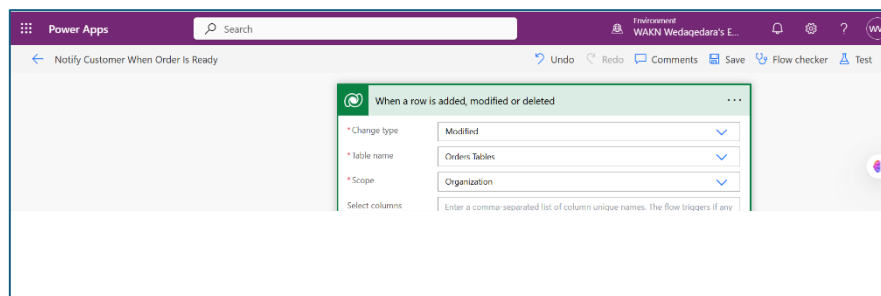 Power Apps
Search
Environment
WAKN Wedagedara's E...
?
Notify Customer When Order Is Ready
Undo
Redo
Comments
Save
Flow checker
Test
When a row is added, modified or deleted
...
* Change type
Modified
* Table name
Orders Tables
* Scope
Organization
Select columns
Enter a comma-separated list of column unique names. The flow triggers if any